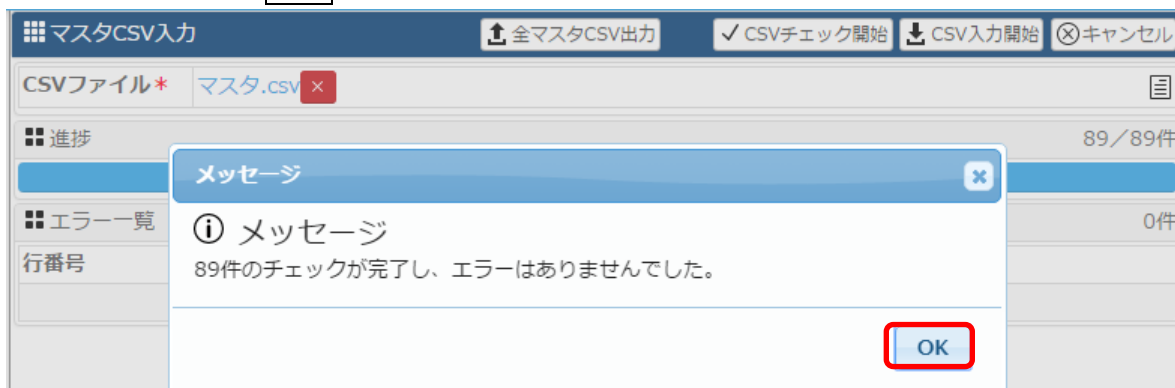 マスタCSV入力 全マスタCSV出力 CSVチェック開始 CSV入力開始 キャンセル
CSVファイル* マスタ.csv ×
進捗 89／89件
メッセージ ×
エラー一覧 0件
メッセージ
行番号
89件のチェックが完了し、エラーはありませんでした。
OK